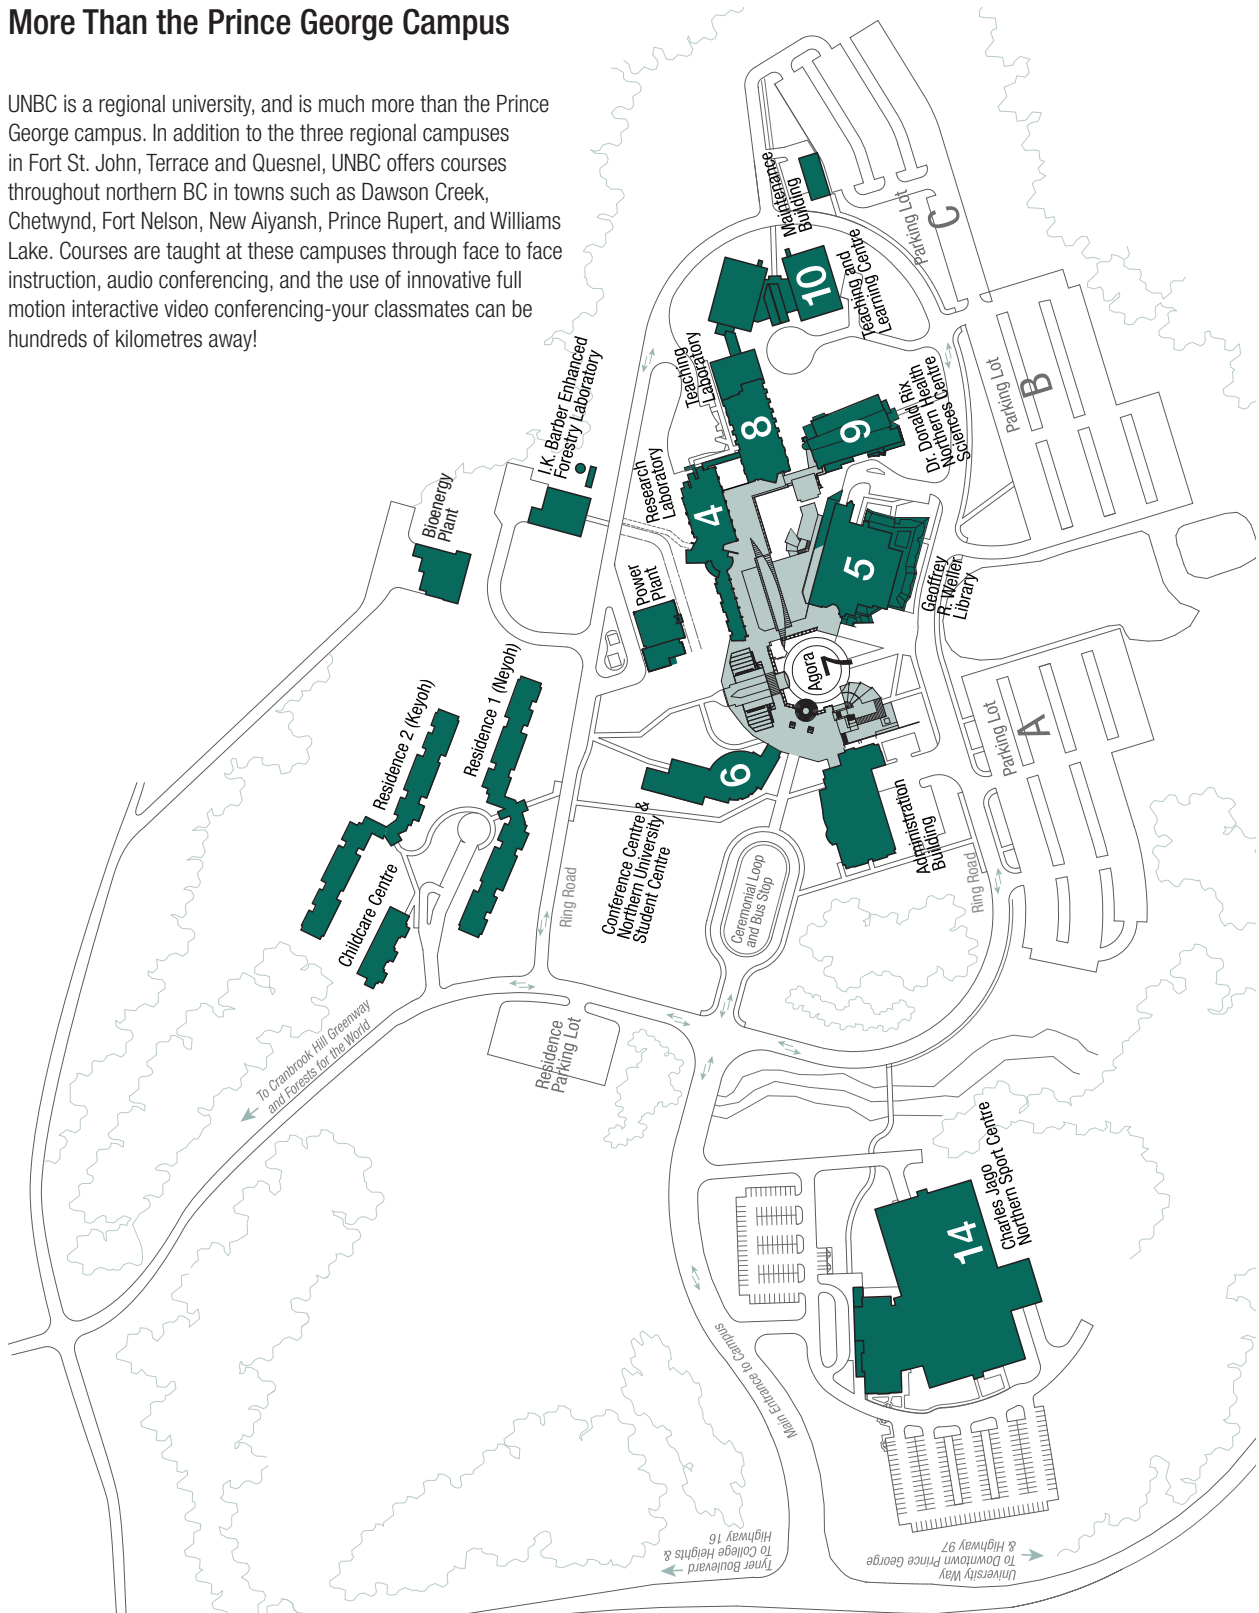 More Than the Prince George Campus
UNBC is a regional university, and is much more than the Prince
George campus. In addition to the three regional campuses
in Fort St. John, Terrace and Quesnel, UNBC offers courses
throughout northern BC in towns such as Dawson Creek,
Chetwynd, Fort Nelson, New Aiyansh, Prince Rupert, and Williams
Lake. Courses are taught at these campuses through face to face
instruction, audio conferencing, and the use of innovative full
motion interactive video conferencing-your classmates can be
hundreds of kilometres away!
Maintenance
Building
Parking Lot
C
10
Teaching and
Learning Centre
Teaching
Laboratory
8
I.K. Barber Enhanced
Forestry Laboratory
9
Dr. Donald Rix
Northern Health
Sciences Centre
Parking Lot
B
Bioenergy
Plant
Research
Laboratory
4
5
Geoffrey
R. Weller
Library
Power
Plant
Agora
7
Residence 2 (Keyoh)
Residence 1 (Neyoh)
Parking Lot
A
6
Conference Centre &
Northern University
Student Centre
Administration
Building
Childcare Centre
Ring Road
Ceremonial Loop
and Bus Stop
Ring Road
To Cranbrook Hill Greenway
and Forests for the World
Residence
Parking Lot
14
Charles Jago
Northern Sport Centre
Main Entrance to Campus
Tyner Boulevard
To College Heights &
Highway 16
University Way
To Downtown Prince George
& Highway 97